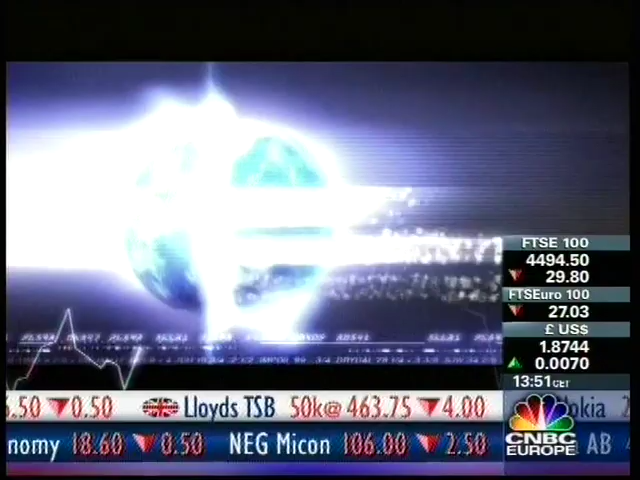 FTSE 100
4494.50
29.80
FTSEuro 100
27.03
£ US$
1.8744
0.0070
13:51CET
6.50 0.50 Lloyds TSB 50k@ 463.75 4.00 Nokia
nomy 18.60 0.50 NEG Micon 106.00 2.50 AB
CNBC
EUROPE